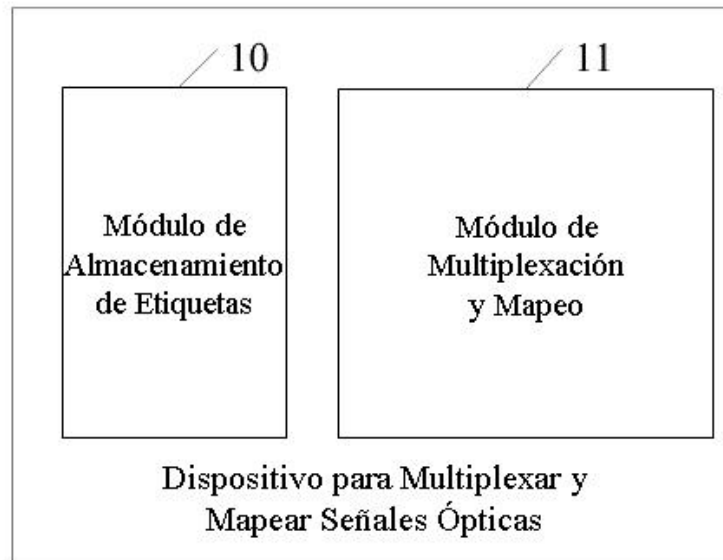 10
11
Módulo de
Almacenamiento
de Etiquetas
Módulo de
Multiplexación
y Mapeo
Dispositivo para Multiplexar y
Mapear Señales Ópticas